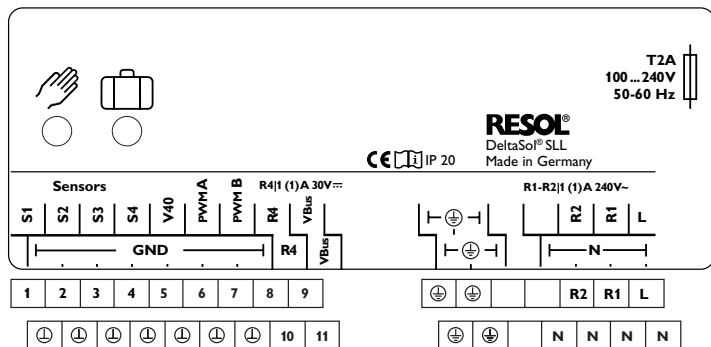 T2A
100 ... 240V
50-60 Hz
RESOL®
DeltaSol® SLL
CE i IP 20 Made in Germany
Sensors R4|1 (1) A 30V⎓ R1-R2|1 (1) A 240V~
S1 S2 S3 S4 V40 PWM A PWM B R4 VBus R2 R1 L
GND R4 VBus N
1 2 3 4 5 6 7 8 9 R2 R1 L
10 11 N N N N